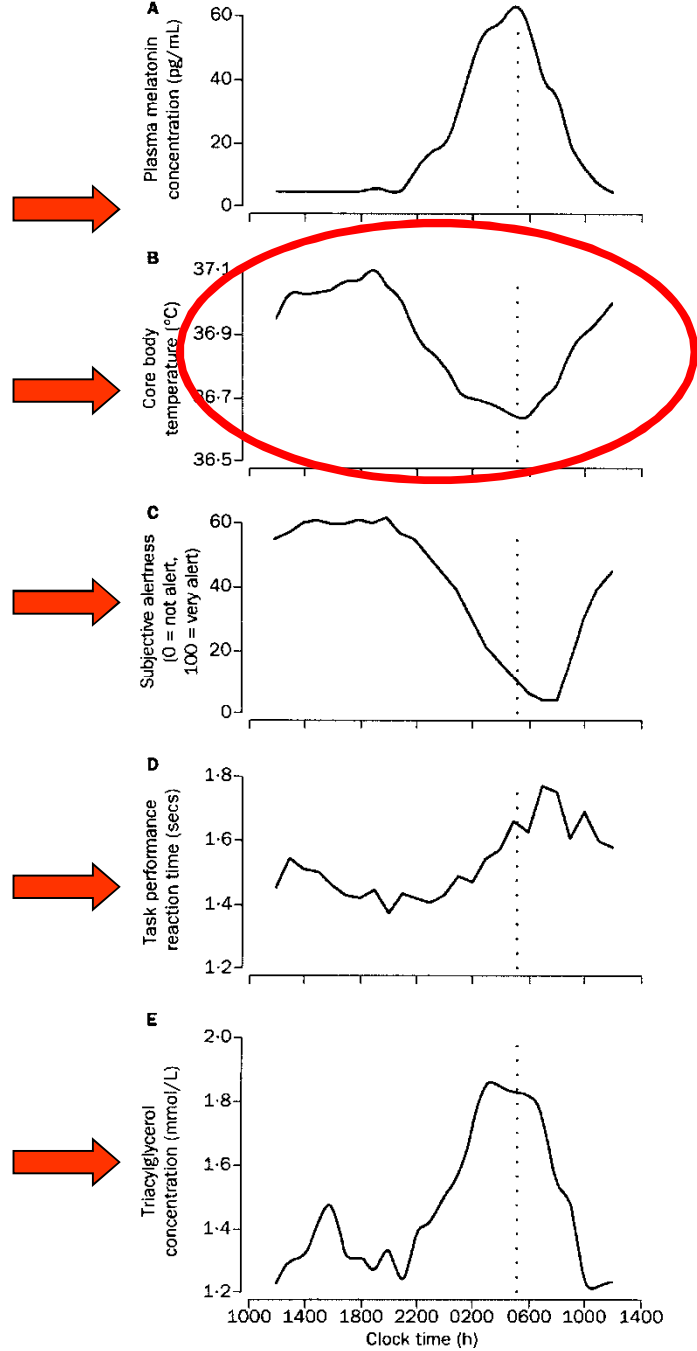 A
Plasma melatonin
concentration (pg/mL)
60
40
20
0
B
Core body
temperature (°C)
37·1
36·9
36·7
36·5
C
Subjective alertness
(0 = not alert,
100 = very alert)
60
40
20
0
D
Task performance
reaction time (secs)
1·8
1·6
1·4
1·2
E
Triacylglycerol
concentration (mmol/L)
2·0
1·8
1·6
1·4
1·2
1000 1400 1800 2200 0200 0600 1000 1400
Clock time (h)